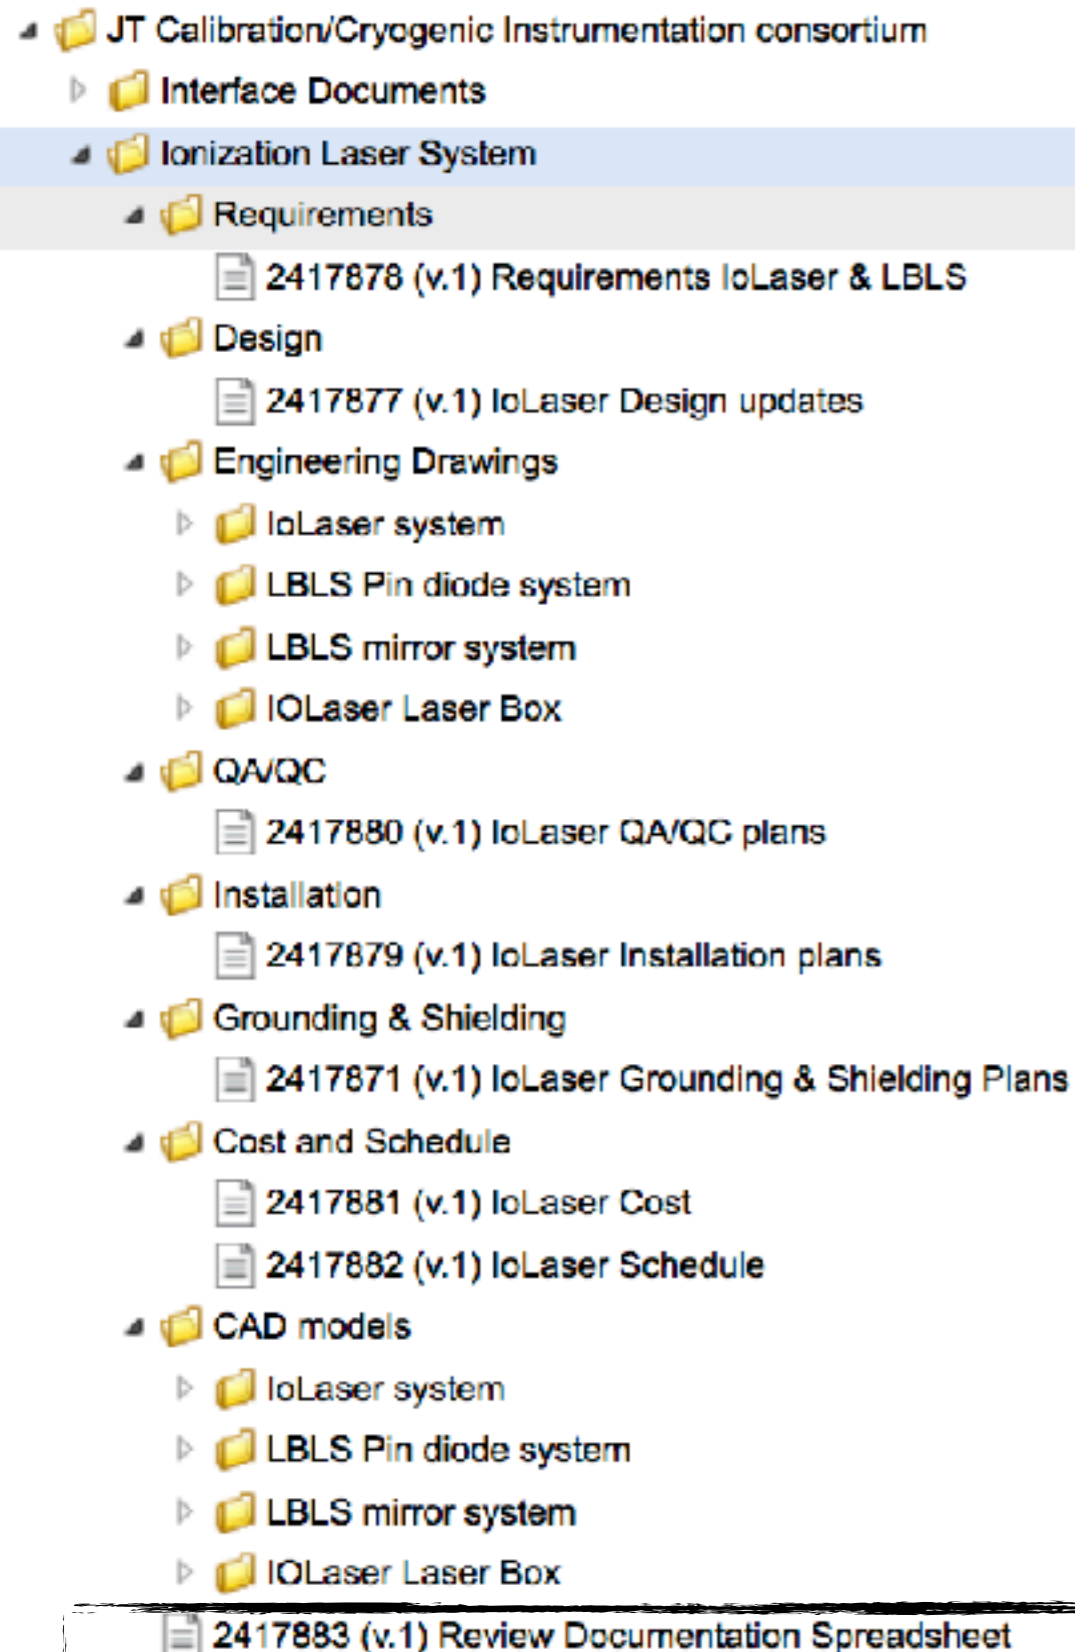 JT Calibration/Cryogenic Instrumentation consortium
Interface Documents
Ionization Laser System
Requirements
2417878 (v.1) Requirements IoLaser & LBLS
Design
2417877 (v.1) IoLaser Design updates
Engineering Drawings
IoLaser system
LBLS Pin diode system
LBLS mirror system
IOLaser Laser Box
QA/QC
2417880 (v.1) IoLaser QA/QC plans
Installation
2417879 (v.1) IoLaser Installation plans
Grounding & Shielding
2417871 (v.1) IoLaser Grounding & Shielding Plans
Cost and Schedule
2417881 (v.1) IoLaser Cost
2417882 (v.1) IoLaser Schedule
CAD models
IoLaser system
LBLS Pin diode system
LBLS mirror system
IOLaser Laser Box
2417883 (v.1) Review Documentation Spreadsheet